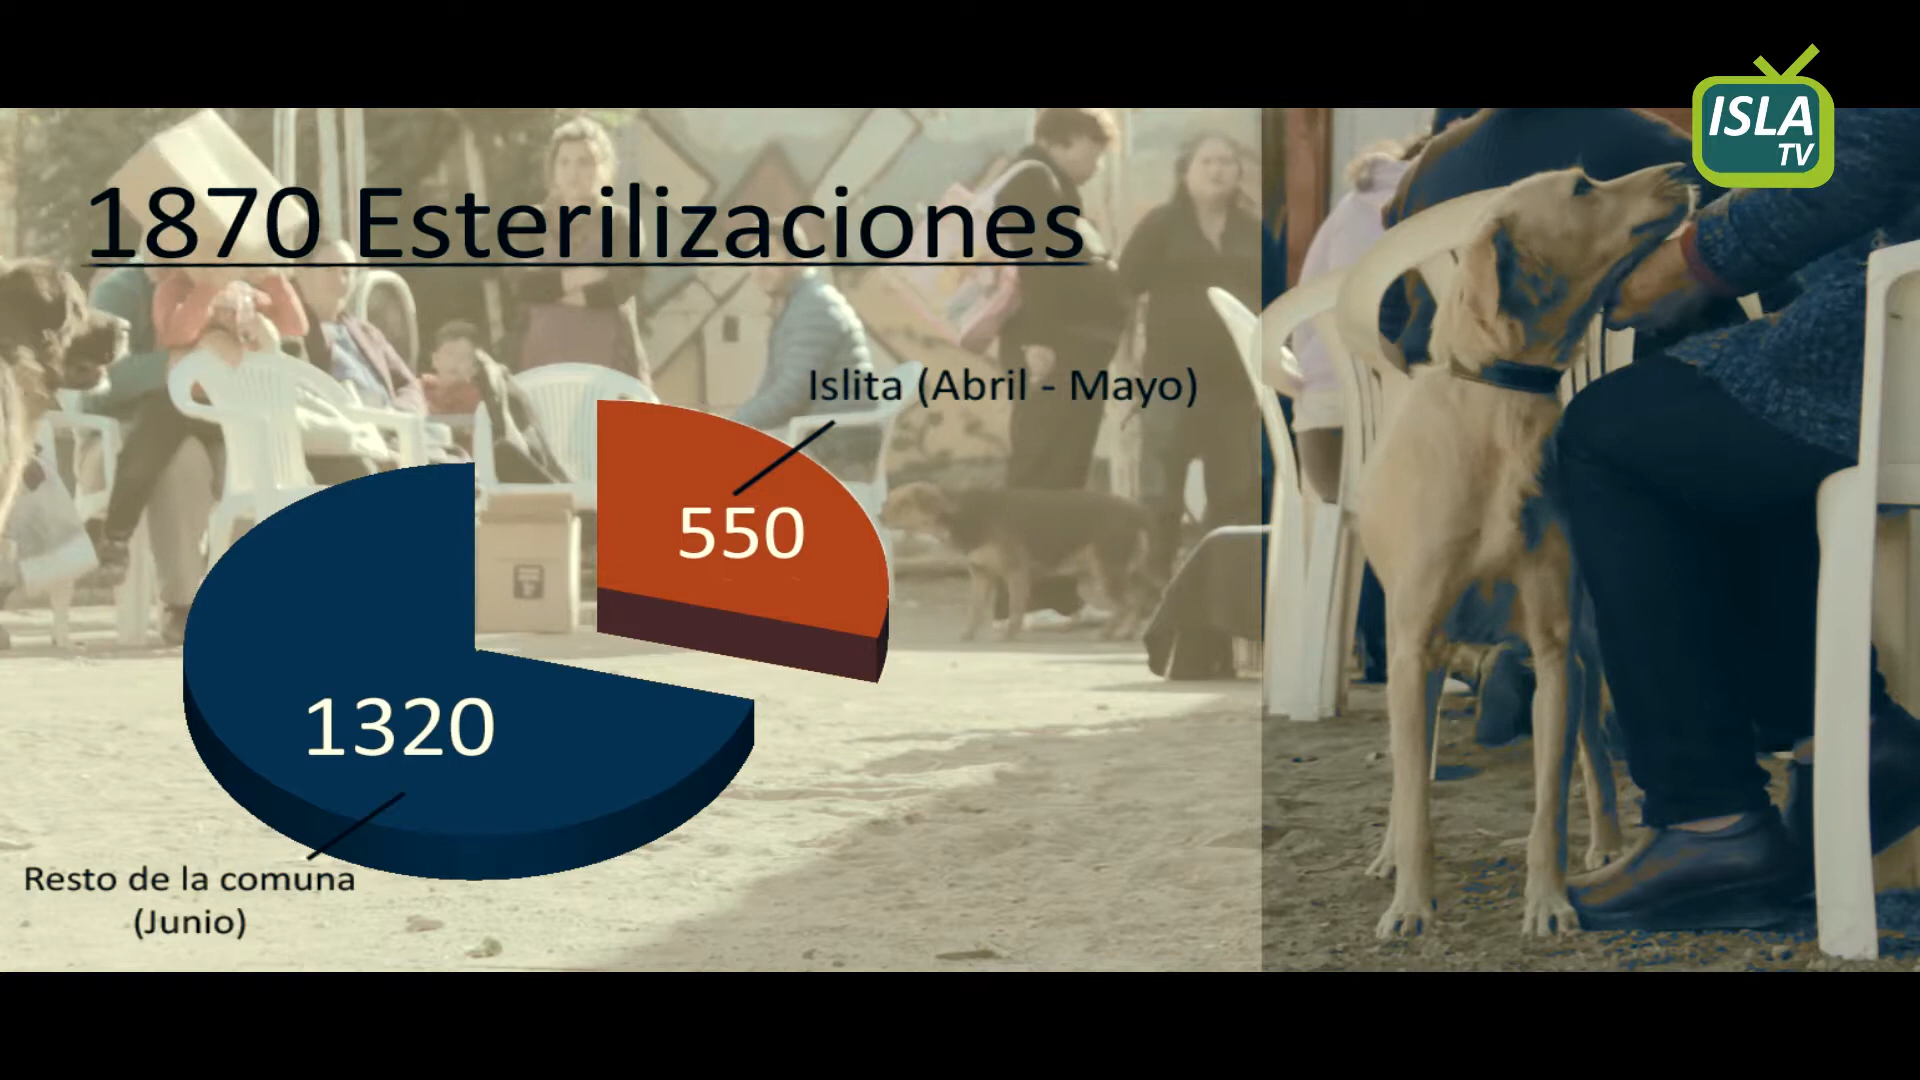 ISLA
TV
1870 Esterilizaciones
Islita (Abril - Mayo)
550
1320
Resto de la comuna
(Junio)